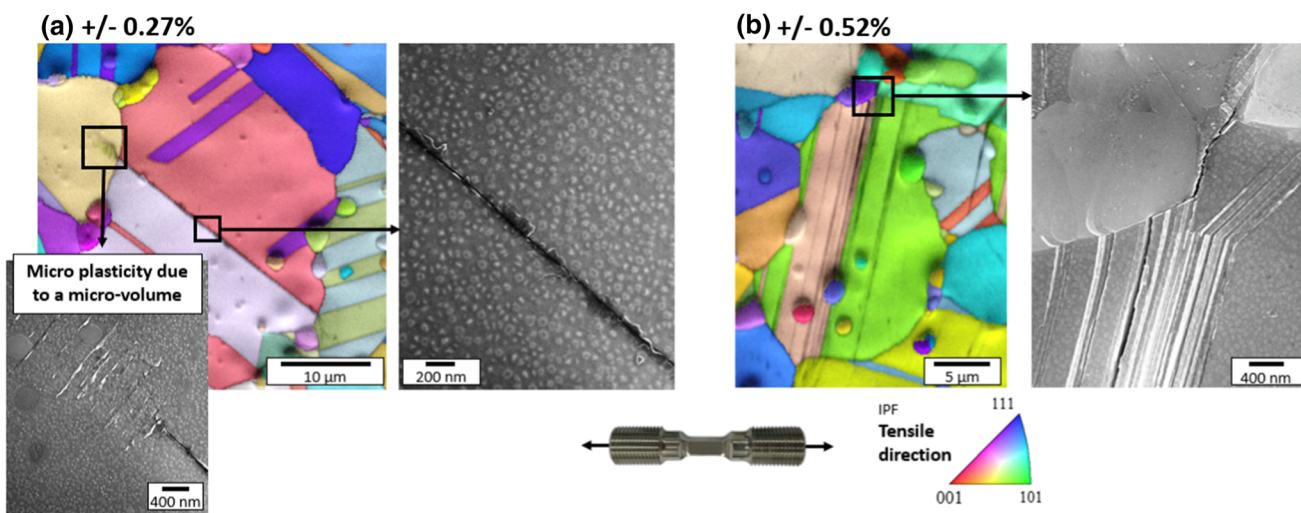 (a) +/- 0.27%
Micro plasticity due
to a micro-volume
400 nm
10 µm
200 nm
(b) +/- 0.52%
5 µm
400 nm
IPF
Tensile
direction
111
001
101